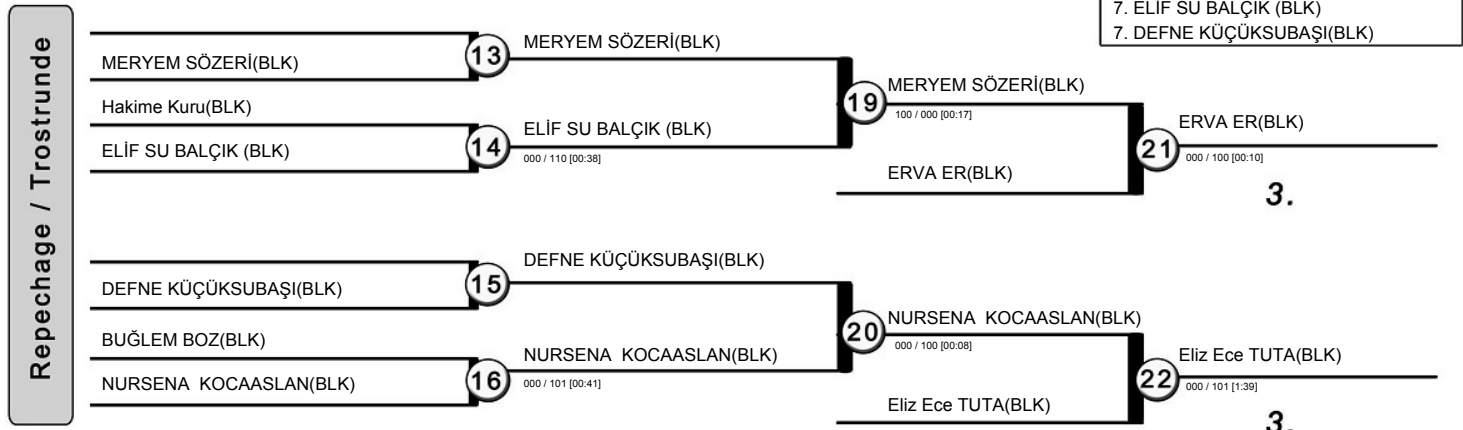 7. ELİF SU BALÇIK (BLK)
7. DEFNE KÜÇÜKSUBAŞI(BLK)
Repechage / Trostrunde
MERYEM SÖZERİ(BLK)
13
MERYEM SÖZERİ(BLK)
Hakime Kuru(BLK)
ELİF SU BALÇIK (BLK)
14
ELİF SU BALÇIK (BLK)
000 / 110 [00:38]
19
MERYEM SÖZERİ(BLK)
100 / 000 [00:17]
ERVA ER(BLK)
21
ERVA ER(BLK)
000 / 100 [00:10]
3.
DEFNE KÜÇÜKSUBAŞI(BLK)
15
DEFNE KÜÇÜKSUBAŞI(BLK)
BUĞLEM BOZ(BLK)
NURSENA  KOCAASLAN(BLK)
16
NURSENA  KOCAASLAN(BLK)
000 / 101 [00:41]
20
NURSENA  KOCAASLAN(BLK)
000 / 100 [00:08]
Eliz Ece TUTA(BLK)
22
Eliz Ece TUTA(BLK)
000 / 101 [1:39]
3.